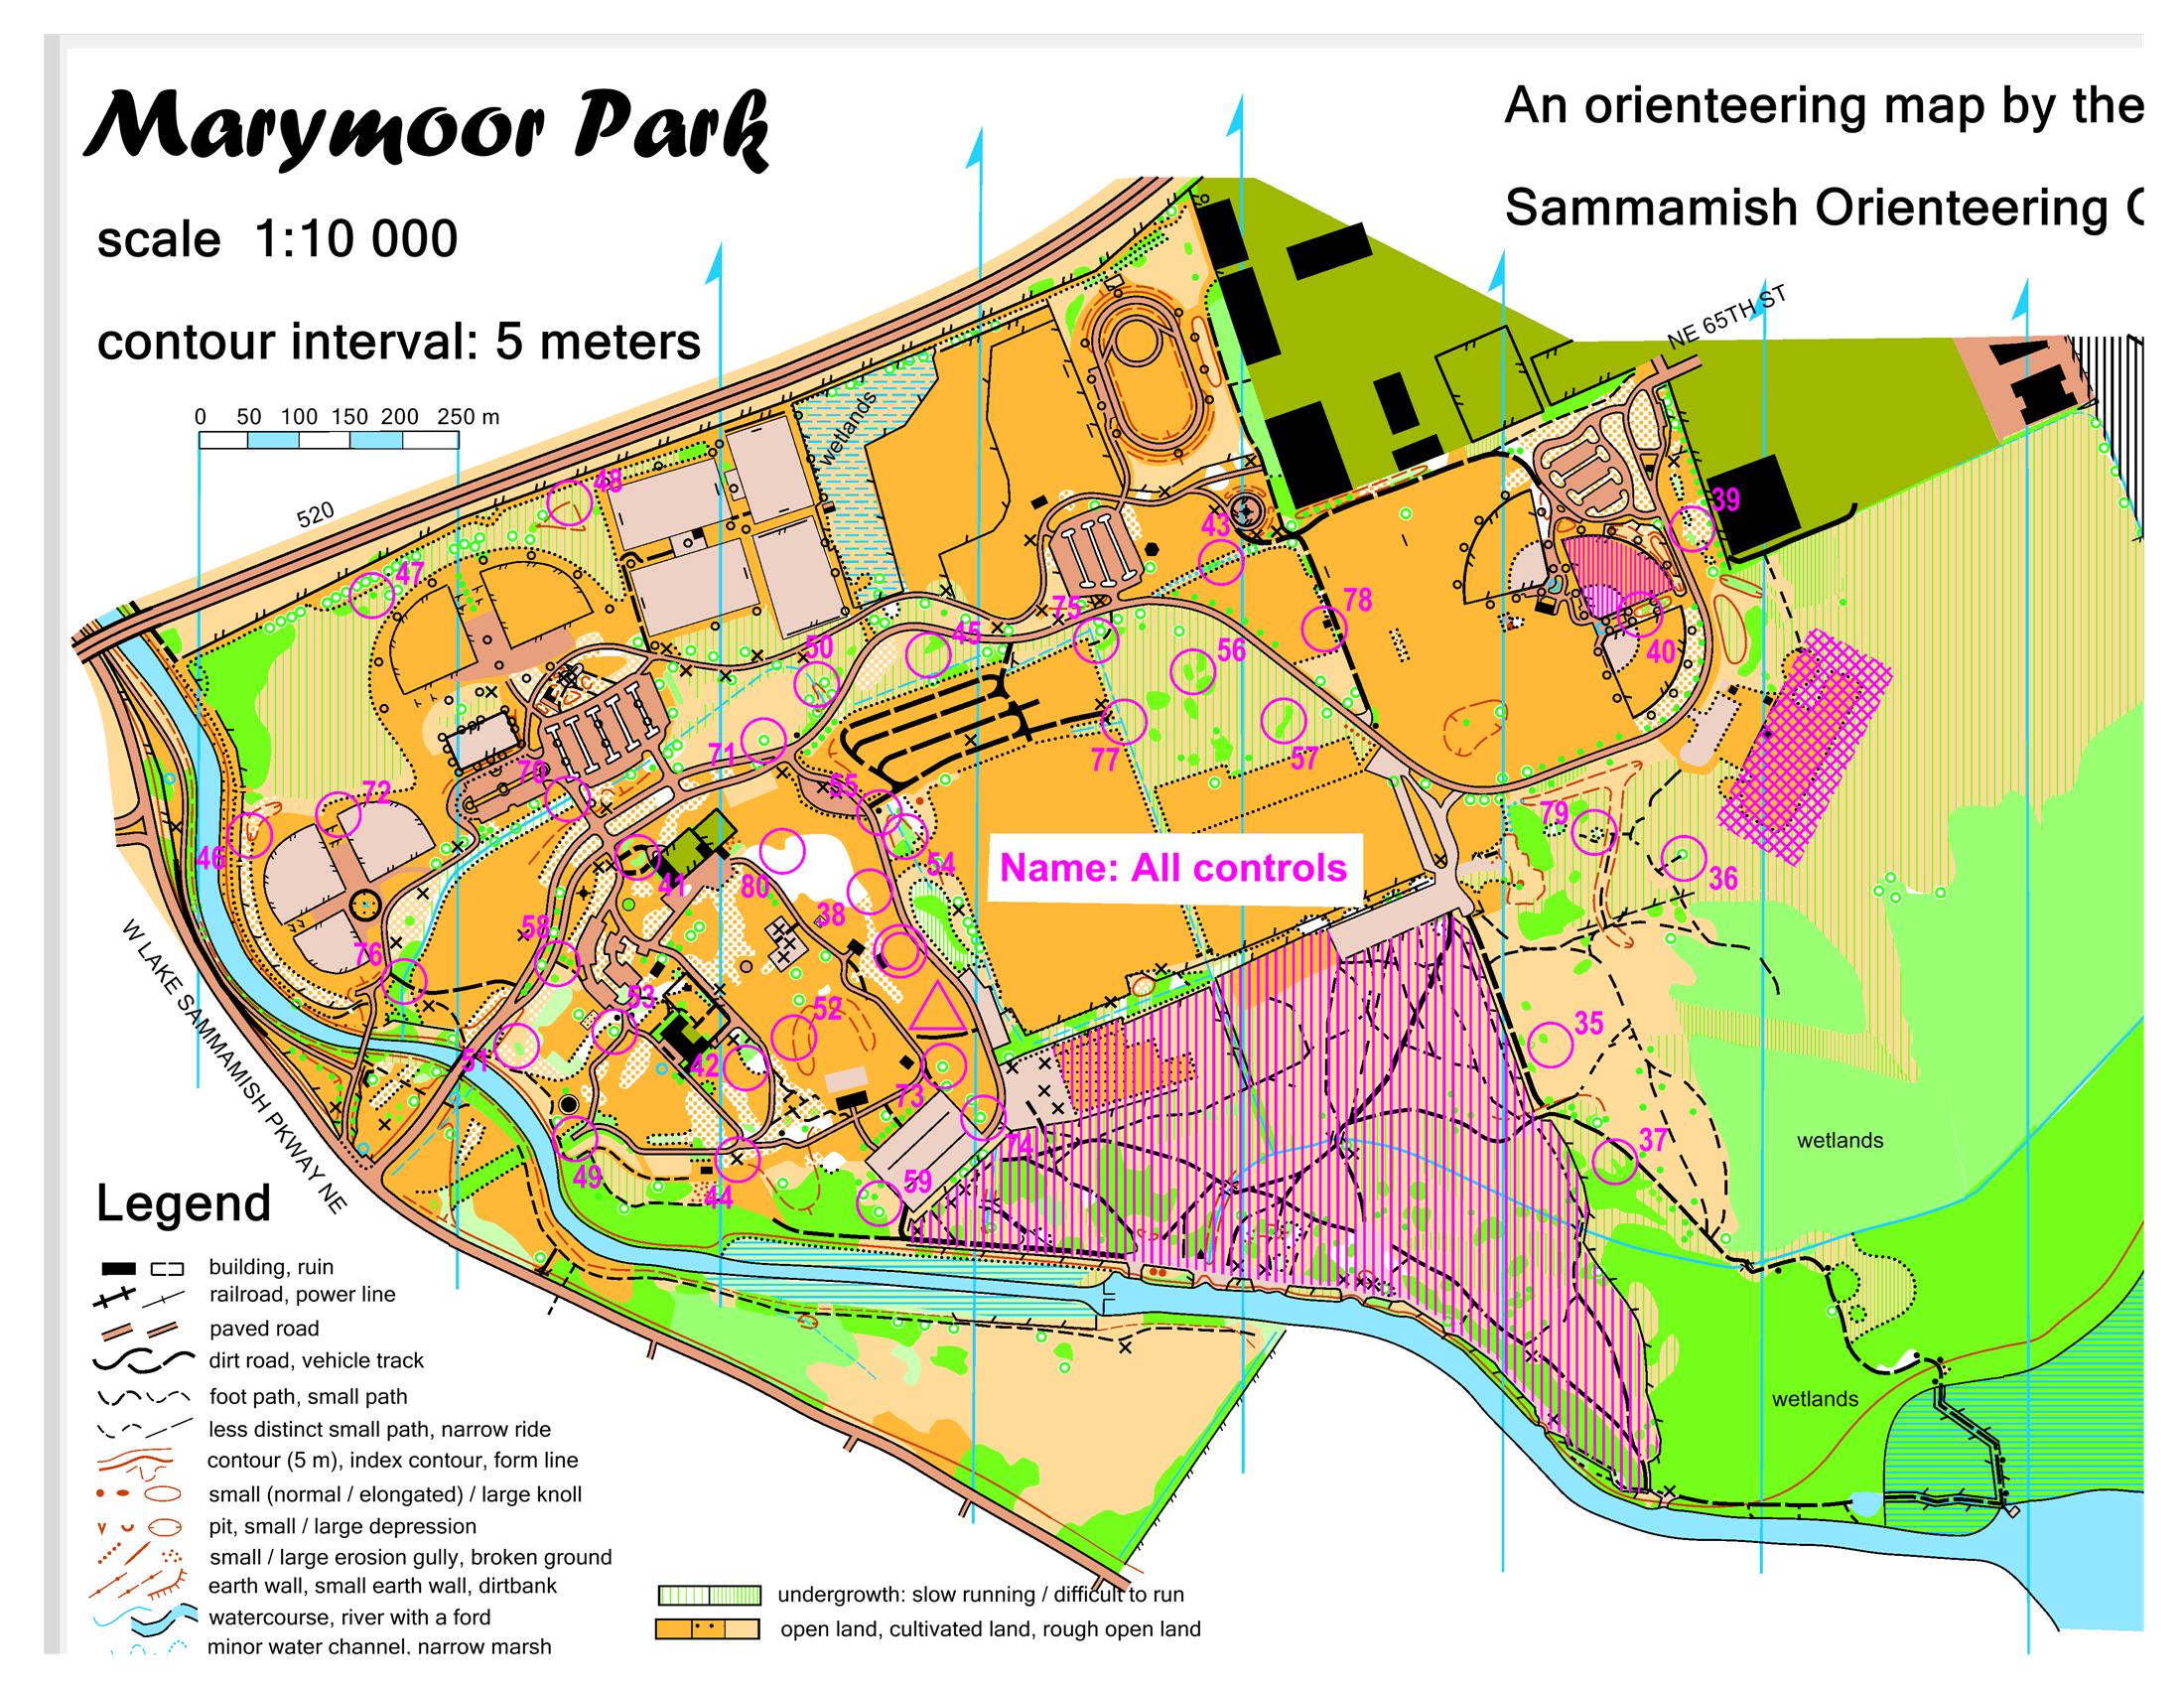 Marymoor Park
An orienteering map by the
scale 1:10 000
Sammamish Orienteering
contour interval: 5 meters
NE 65TH ST
0 50 100 150 200 250 m
520
wetlands
48
39
43
47
75
78
50
45
56
40
71
57
77
70
55
72
79
46
54
36
Name: All controls
41
80
38
58
76
53
52
35
51
42
73
74
37
49
44
59
W LAKE SAMMAMISH PKWAY NE
wetlands
wetlands
Legend
building, ruin
railroad, power line
paved road
dirt road, vehicle track
foot path, small path
less distinct small path, narrow ride
contour (5 m), index contour, form line
small (normal / elongated) / large knoll
pit, small / large depression
small / large erosion gully, broken ground
earth wall, small earth wall, dirtbank
watercourse, river with a ford
minor water channel, narrow marsh
undergrowth: slow running / difficult to run
open land, cultivated land, rough open land